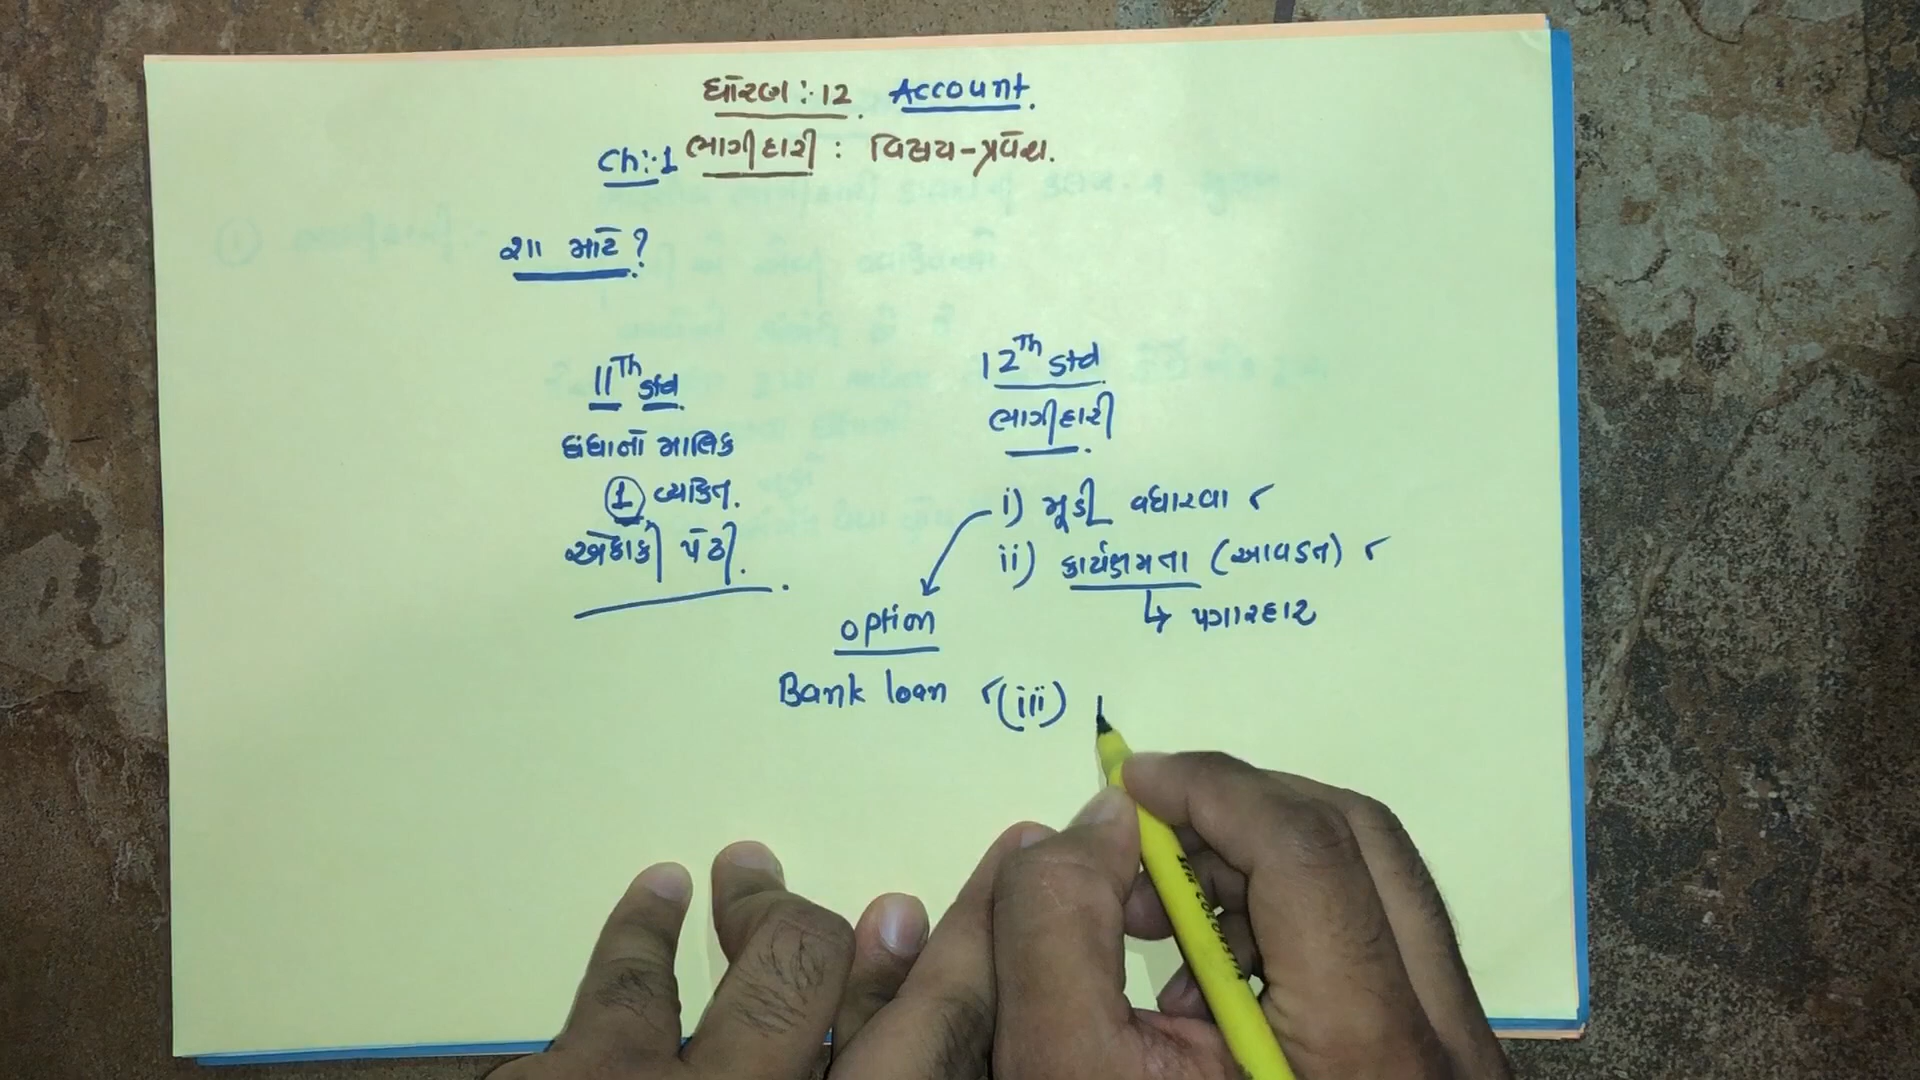 ધોરણ :- 12 Account.
Ch:-1 ભાગીદારી : વિષય-પ્રવેશ.
શા માટે ?
11Th std
ધંધાનો માલિક
1 વ્યકિત.
એકાકી પેઢી.
12Th std
ભાગીદારી
i) મૂડી વધારવા
ii) કાર્યક્ષમતા (આવડત)
↳ પગારદાર
option
Bank loan
(iii)